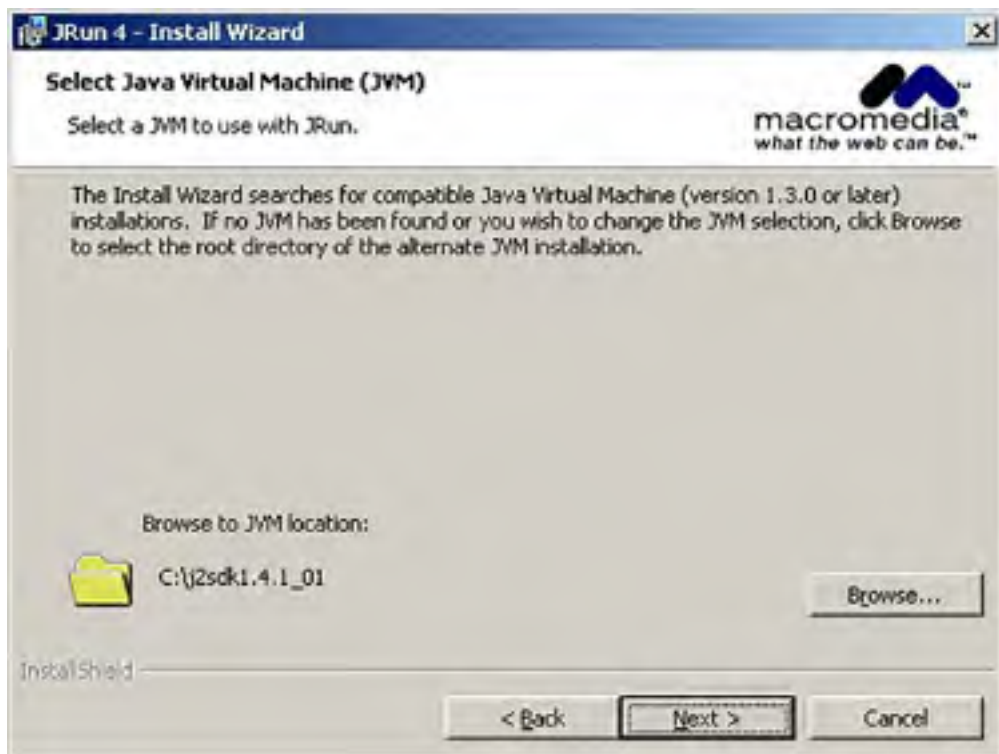 JRun 4 - Install Wizard
Select Java Virtual Machine (JVM)
Select a JVM to use with JRun.
macromedia®
what the web can be.™
The Install Wizard searches for compatible Java Virtual Machine (version 1.3.0 or later)
installations. If no JVM has been found or you wish to change the JVM selection, click Browse
to select the root directory of the alternate JVM installation.
Browse to JVM location:
C:\j2sdk1.4.1_01
Browse...
InstallShield
< Back
Next >
Cancel